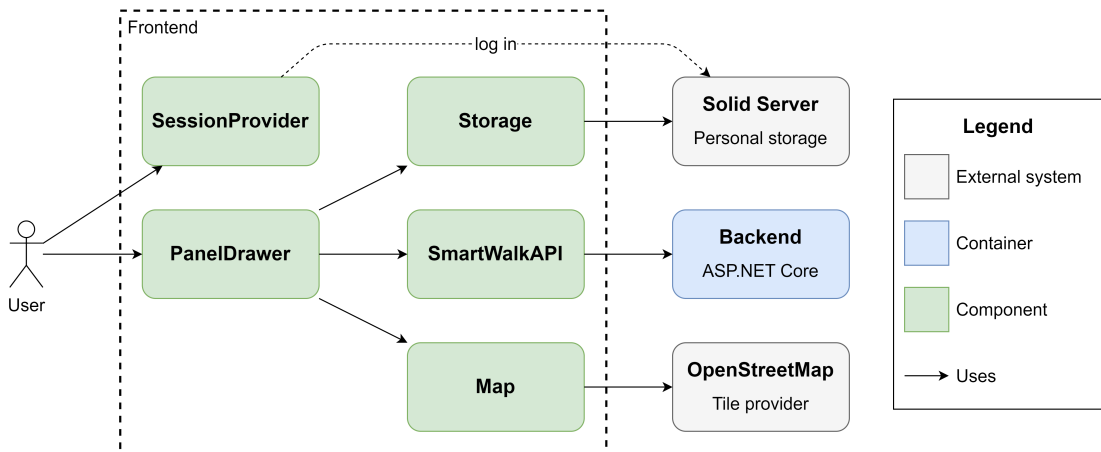 Frontend
log in
SessionProvider
Storage
Solid Server
Personal storage
PanelDrawer
SmartWalkAPI
Backend
ASP.NET Core
User
Map
OpenStreetMap
Tile provider
Legend
External system
Container
Component
Uses